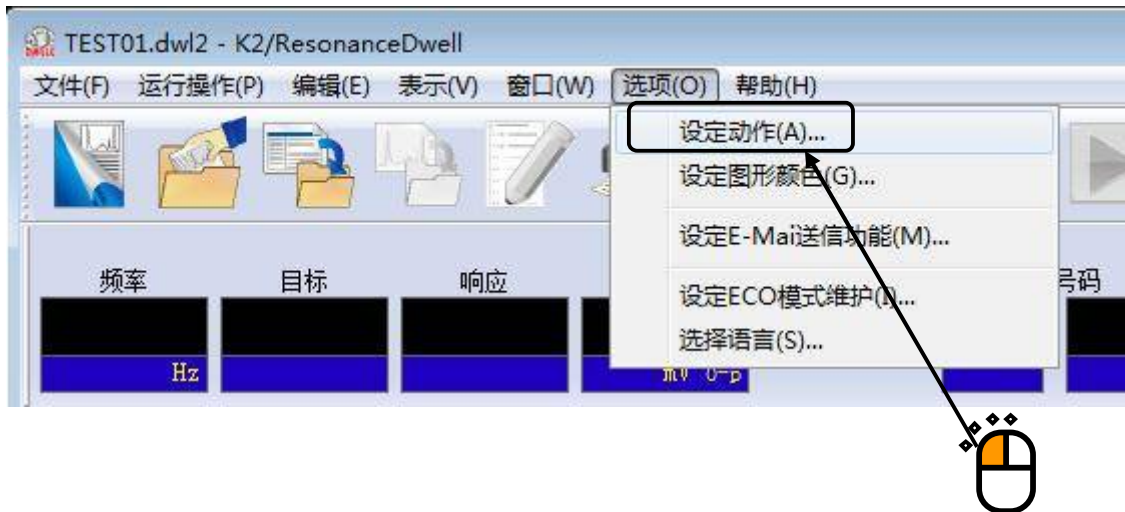 TEST01.dwl2 - K2/ResonanceDwell
文件(F) 运行操作(P) 编辑(E) 表示(V) 窗口(W) 选项(O) 帮助(H)
设定动作(A)...
设定图形颜色(G)...
设定E-Mai送信功能(M)...
设定ECO模式维护(I)...
选择语言(S)...
频率 目标 响应 号码
Hz mV 0-p